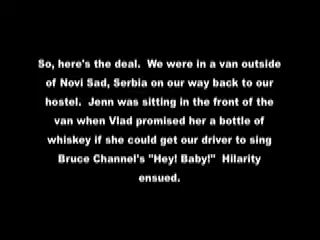 So, here's the deal.  We were in a van outside
of Novi Sad, Serbia on our way back to our
hostel.  Jenn was sitting in the front of the
van when Vlad promised her a bottle of
whiskey if she could get our driver to sing
Bruce Channel's "Hey! Baby!"  Hilarity
ensued.